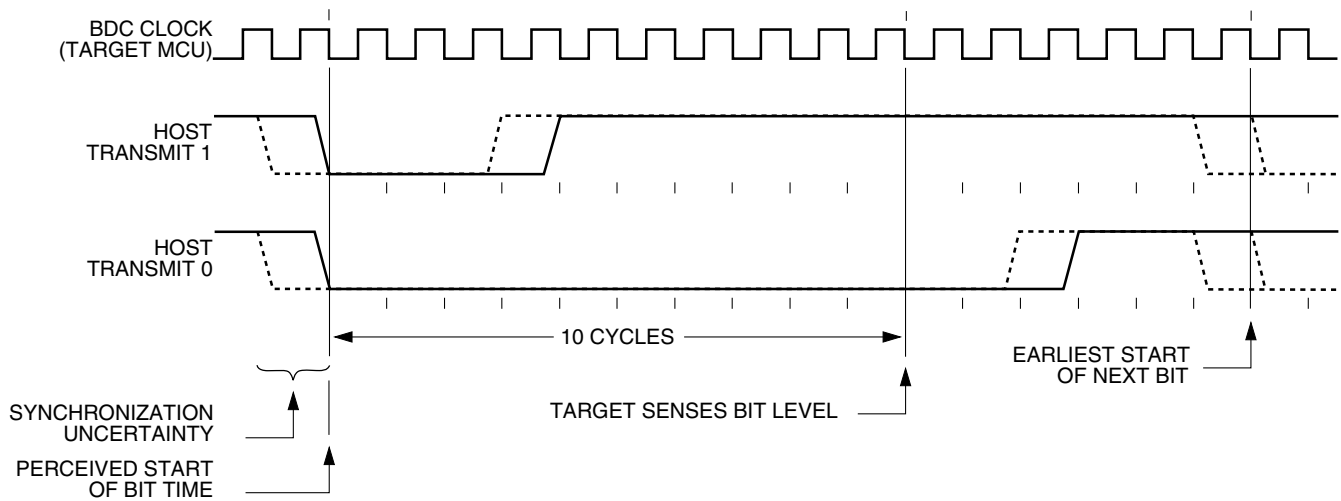 BDC CLOCK
(TARGET MCU)
HOST
TRANSMIT 1
HOST
TRANSMIT 0
10 CYCLES
EARLIEST START
OF NEXT BIT
TARGET SENSES BIT LEVEL
SYNCHRONIZATION
UNCERTAINTY
PERCEIVED START
OF BIT TIME